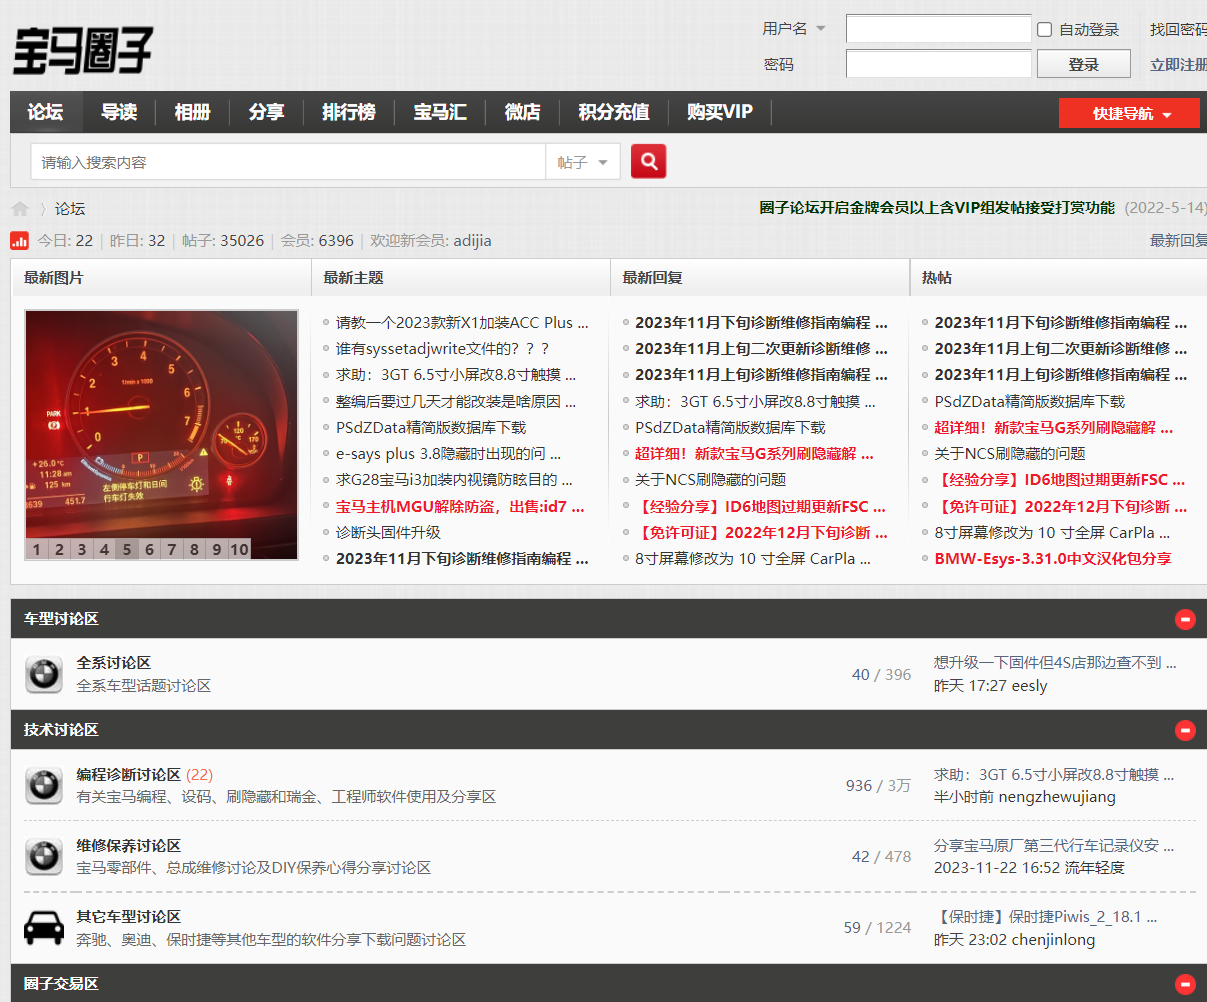 宝马圈子
用户名
自动登录
找回密码
密码
登录
立即注册
论坛 导读 相册 分享 排行榜 宝马汇 微店 积分充值 购买VIP
快捷导航
请输入搜索内容
帖子
论坛
圈子论坛开启金牌会员以上含VIP组发帖接受打赏功能 (2022-5-14)
今日: 22 | 昨日: 32 | 帖子: 35026 | 会员: 6396 | 欢迎新会员: adijia
最新回复
最新图片
1 2 3 4 5 6 7 8 9 10
最新主题
请教一个2023款新X1加装ACC Plus ...
谁有syssetadjwrite文件的？？？
求助：3GT 6.5寸小屏改8.8寸触摸 ...
整编后要过几天才能改装是啥原因 ...
PSdZData精简版数据库下载
e-says plus 3.8隐藏时出现的问 ...
求G28宝马i3加装内视镜防眩目的 ...
宝马主机MGU解除防盗，出售:id7 ...
诊断头固件升级
2023年11月下旬诊断维修指南编程 ...
最新回复
2023年11月下旬诊断维修指南编程 ...
2023年11月上旬二次更新诊断维修 ...
2023年11月上旬诊断维修指南编程 ...
求助：3GT 6.5寸小屏改8.8寸触摸 ...
PSdZData精简版数据库下载
超详细！新款宝马G系列刷隐藏解 ...
关于NCS刷隐藏的问题
【经验分享】ID6地图过期更新FSC ...
【免许可证】2022年12月下旬诊断 ...
8寸屏幕修改为 10 寸全屏 CarPla ...
热帖
2023年11月下旬诊断维修指南编程 ...
2023年11月上旬二次更新诊断维修 ...
2023年11月上旬诊断维修指南编程 ...
PSdZData精简版数据库下载
超详细！新款宝马G系列刷隐藏解 ...
关于NCS刷隐藏的问题
【经验分享】ID6地图过期更新FSC ...
【免许可证】2022年12月下旬诊断 ...
8寸屏幕修改为 10 寸全屏 CarPla ...
BMW-Esys-3.31.0中文汉化包分享
车型讨论区
全系讨论区
全系车型话题讨论区
40 / 396
想升级一下固件但4S店那边查不到 ...
昨天 17:27 eesly
技术讨论区
编程诊断讨论区 (22)
有关宝马编程、设码、刷隐藏和瑞金、工程师软件使用及分享区
936 / 3万
求助：3GT 6.5寸小屏改8.8寸触摸 ...
半小时前 nengzhewujiang
维修保养讨论区
宝马零部件、总成维修讨论及DIY保养心得分享讨论区
42 / 478
分享宝马原厂第三代行车记录仪安 ...
2023-11-22 16:52 流年轻度
其它车型讨论区
奔驰、奥迪、保时捷等其他车型的软件分享下载问题讨论区
59 / 1224
【保时捷】保时捷Piwis_2_18.1 ...
昨天 23:02 chenjinlong
圈子交易区